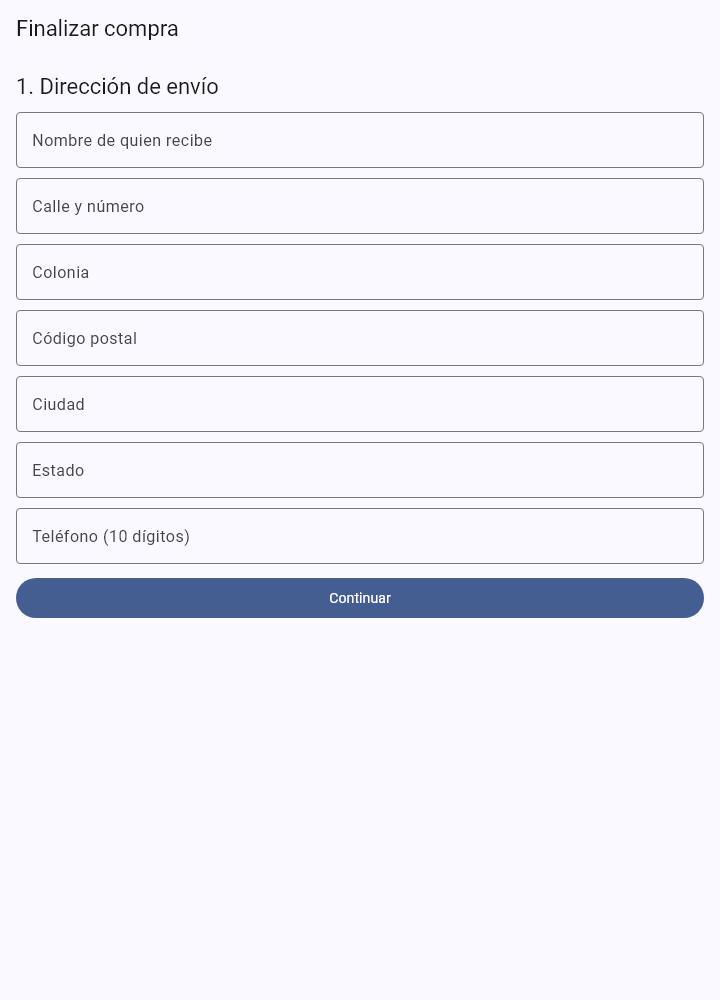 Finalizar compra
1. Dirección de envío
Nombre de quien recibe
Calle y número
Colonia
Código postal
Ciudad
Estado
Teléfono (10 dígitos)
Continuar